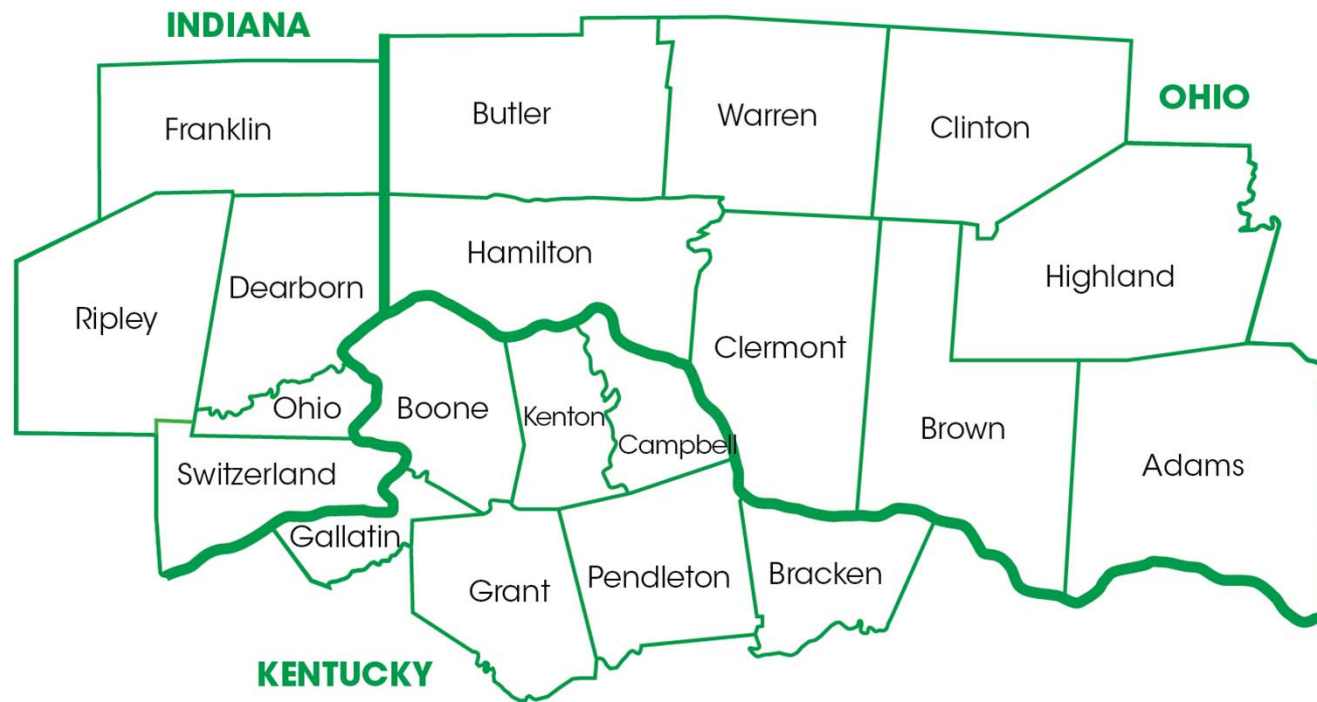 INDIANA
OHIO
Franklin
Butler
Warren
Clinton
Ripley
Dearborn
Hamilton
Highland
Clermont
Ohio
Boone
Kenton
Campbell
Brown
Adams
Switzerland
Gallatin
Grant
Pendleton
Bracken
KENTUCKY